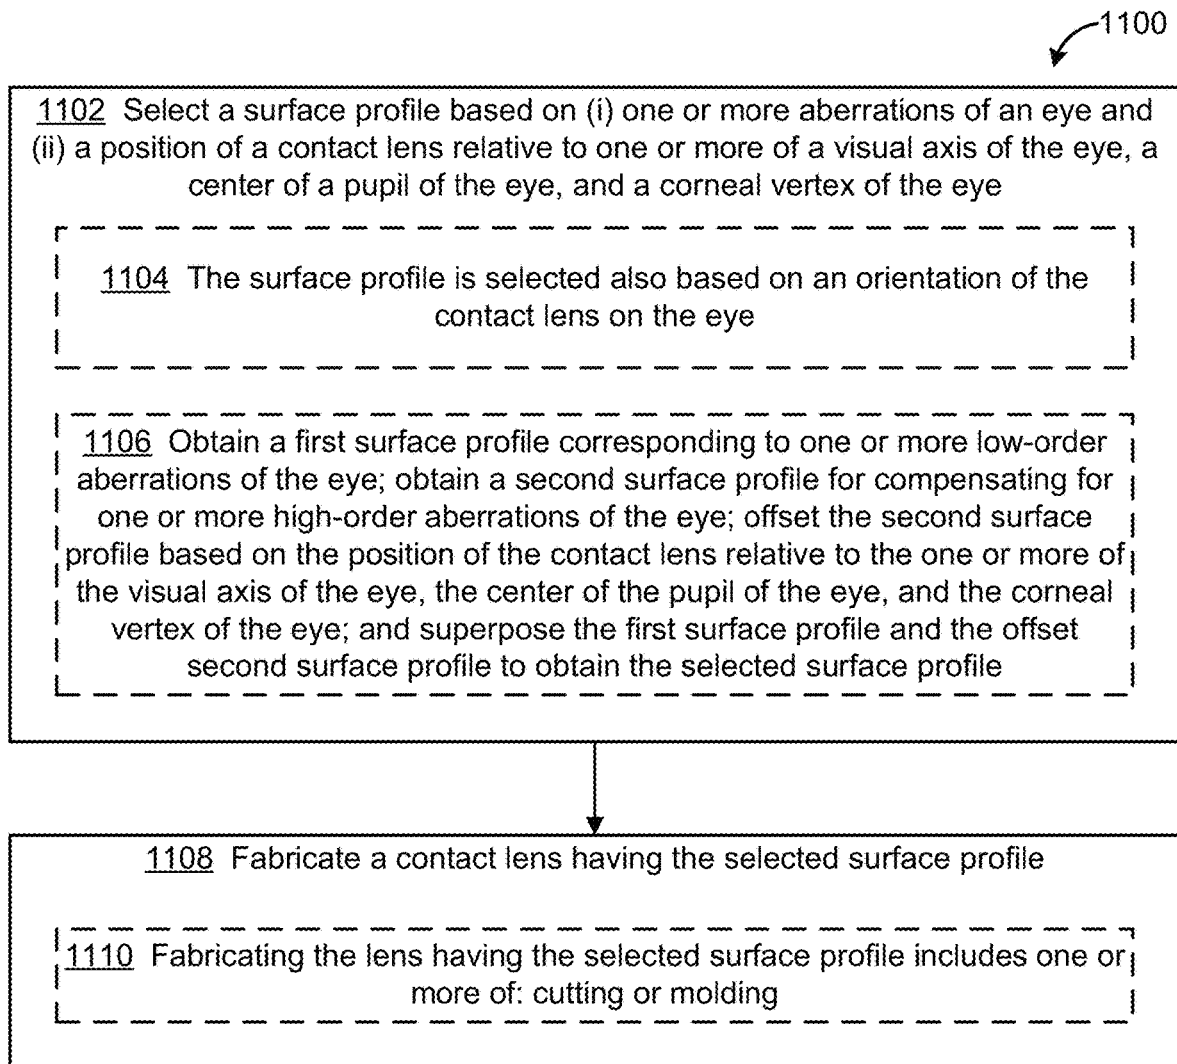 1100
1102 Select a surface profile based on (i) one or more aberrations of an eye and
(ii) a position of a contact lens relative to one or more of a visual axis of the eye, a
center of a pupil of the eye, and a corneal vertex of the eye
1104 The surface profile is selected also based on an orientation of the
contact lens on the eye
1106 Obtain a first surface profile corresponding to one or more low-order
aberrations of the eye; obtain a second surface profile for compensating for
one or more high-order aberrations of the eye; offset the second surface
profile based on the position of the contact lens relative to the one or more of
the visual axis of the eye, the center of the pupil of the eye, and the corneal
vertex of the eye; and superpose the first surface profile and the offset
second surface profile to obtain the selected surface profile
1108 Fabricate a contact lens having the selected surface profile
1110 Fabricating the lens having the selected surface profile includes one or
more of: cutting or molding